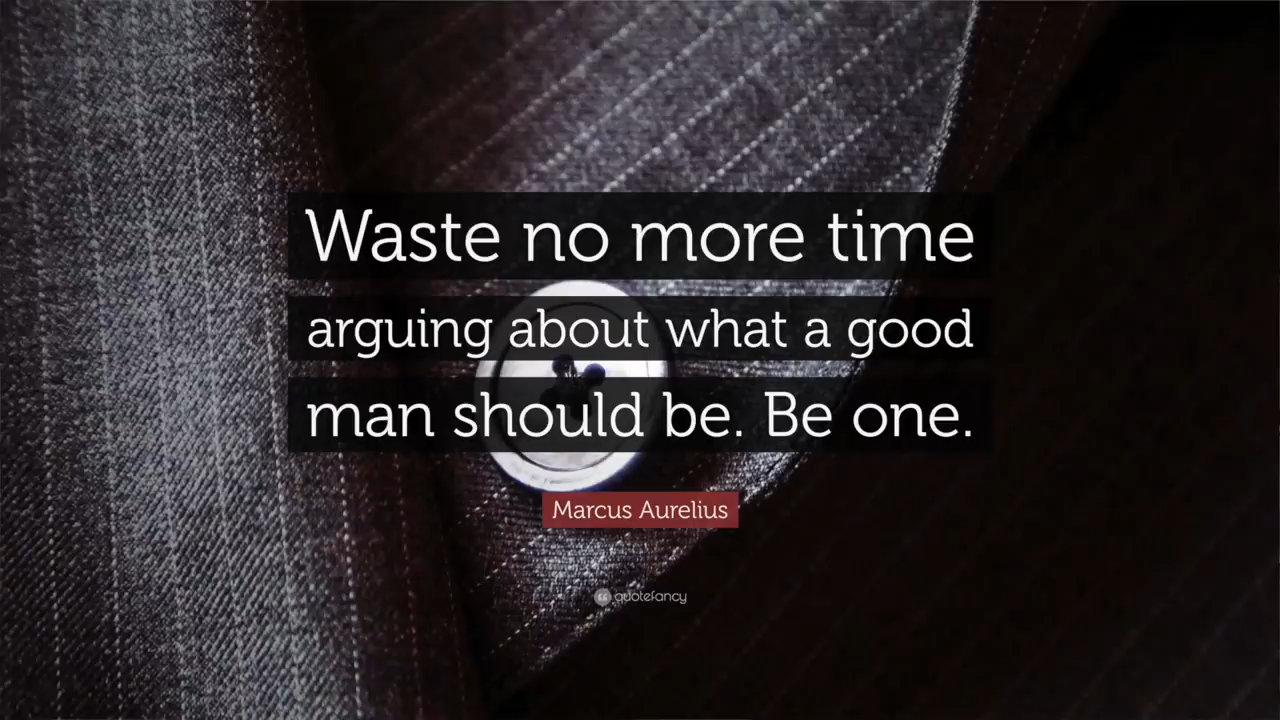 Waste no more time
arguing about what a good
man should be. Be one.
Marcus Aurelius
quotefancy